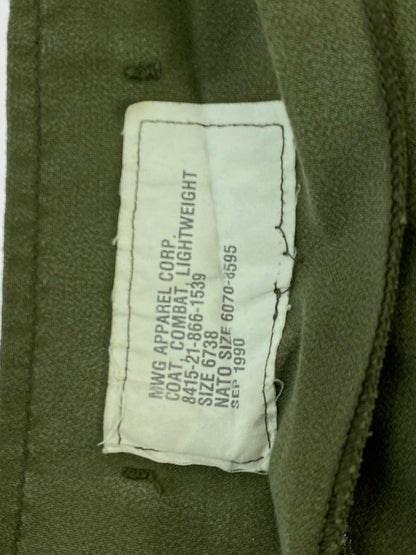 MWG APPAREL CORP.
COAT, COMBAT, LIGHTWEIGHT
8415-21-866-1539
SIZE 6738
NATO SIZE 6070-8595
SEP 1990